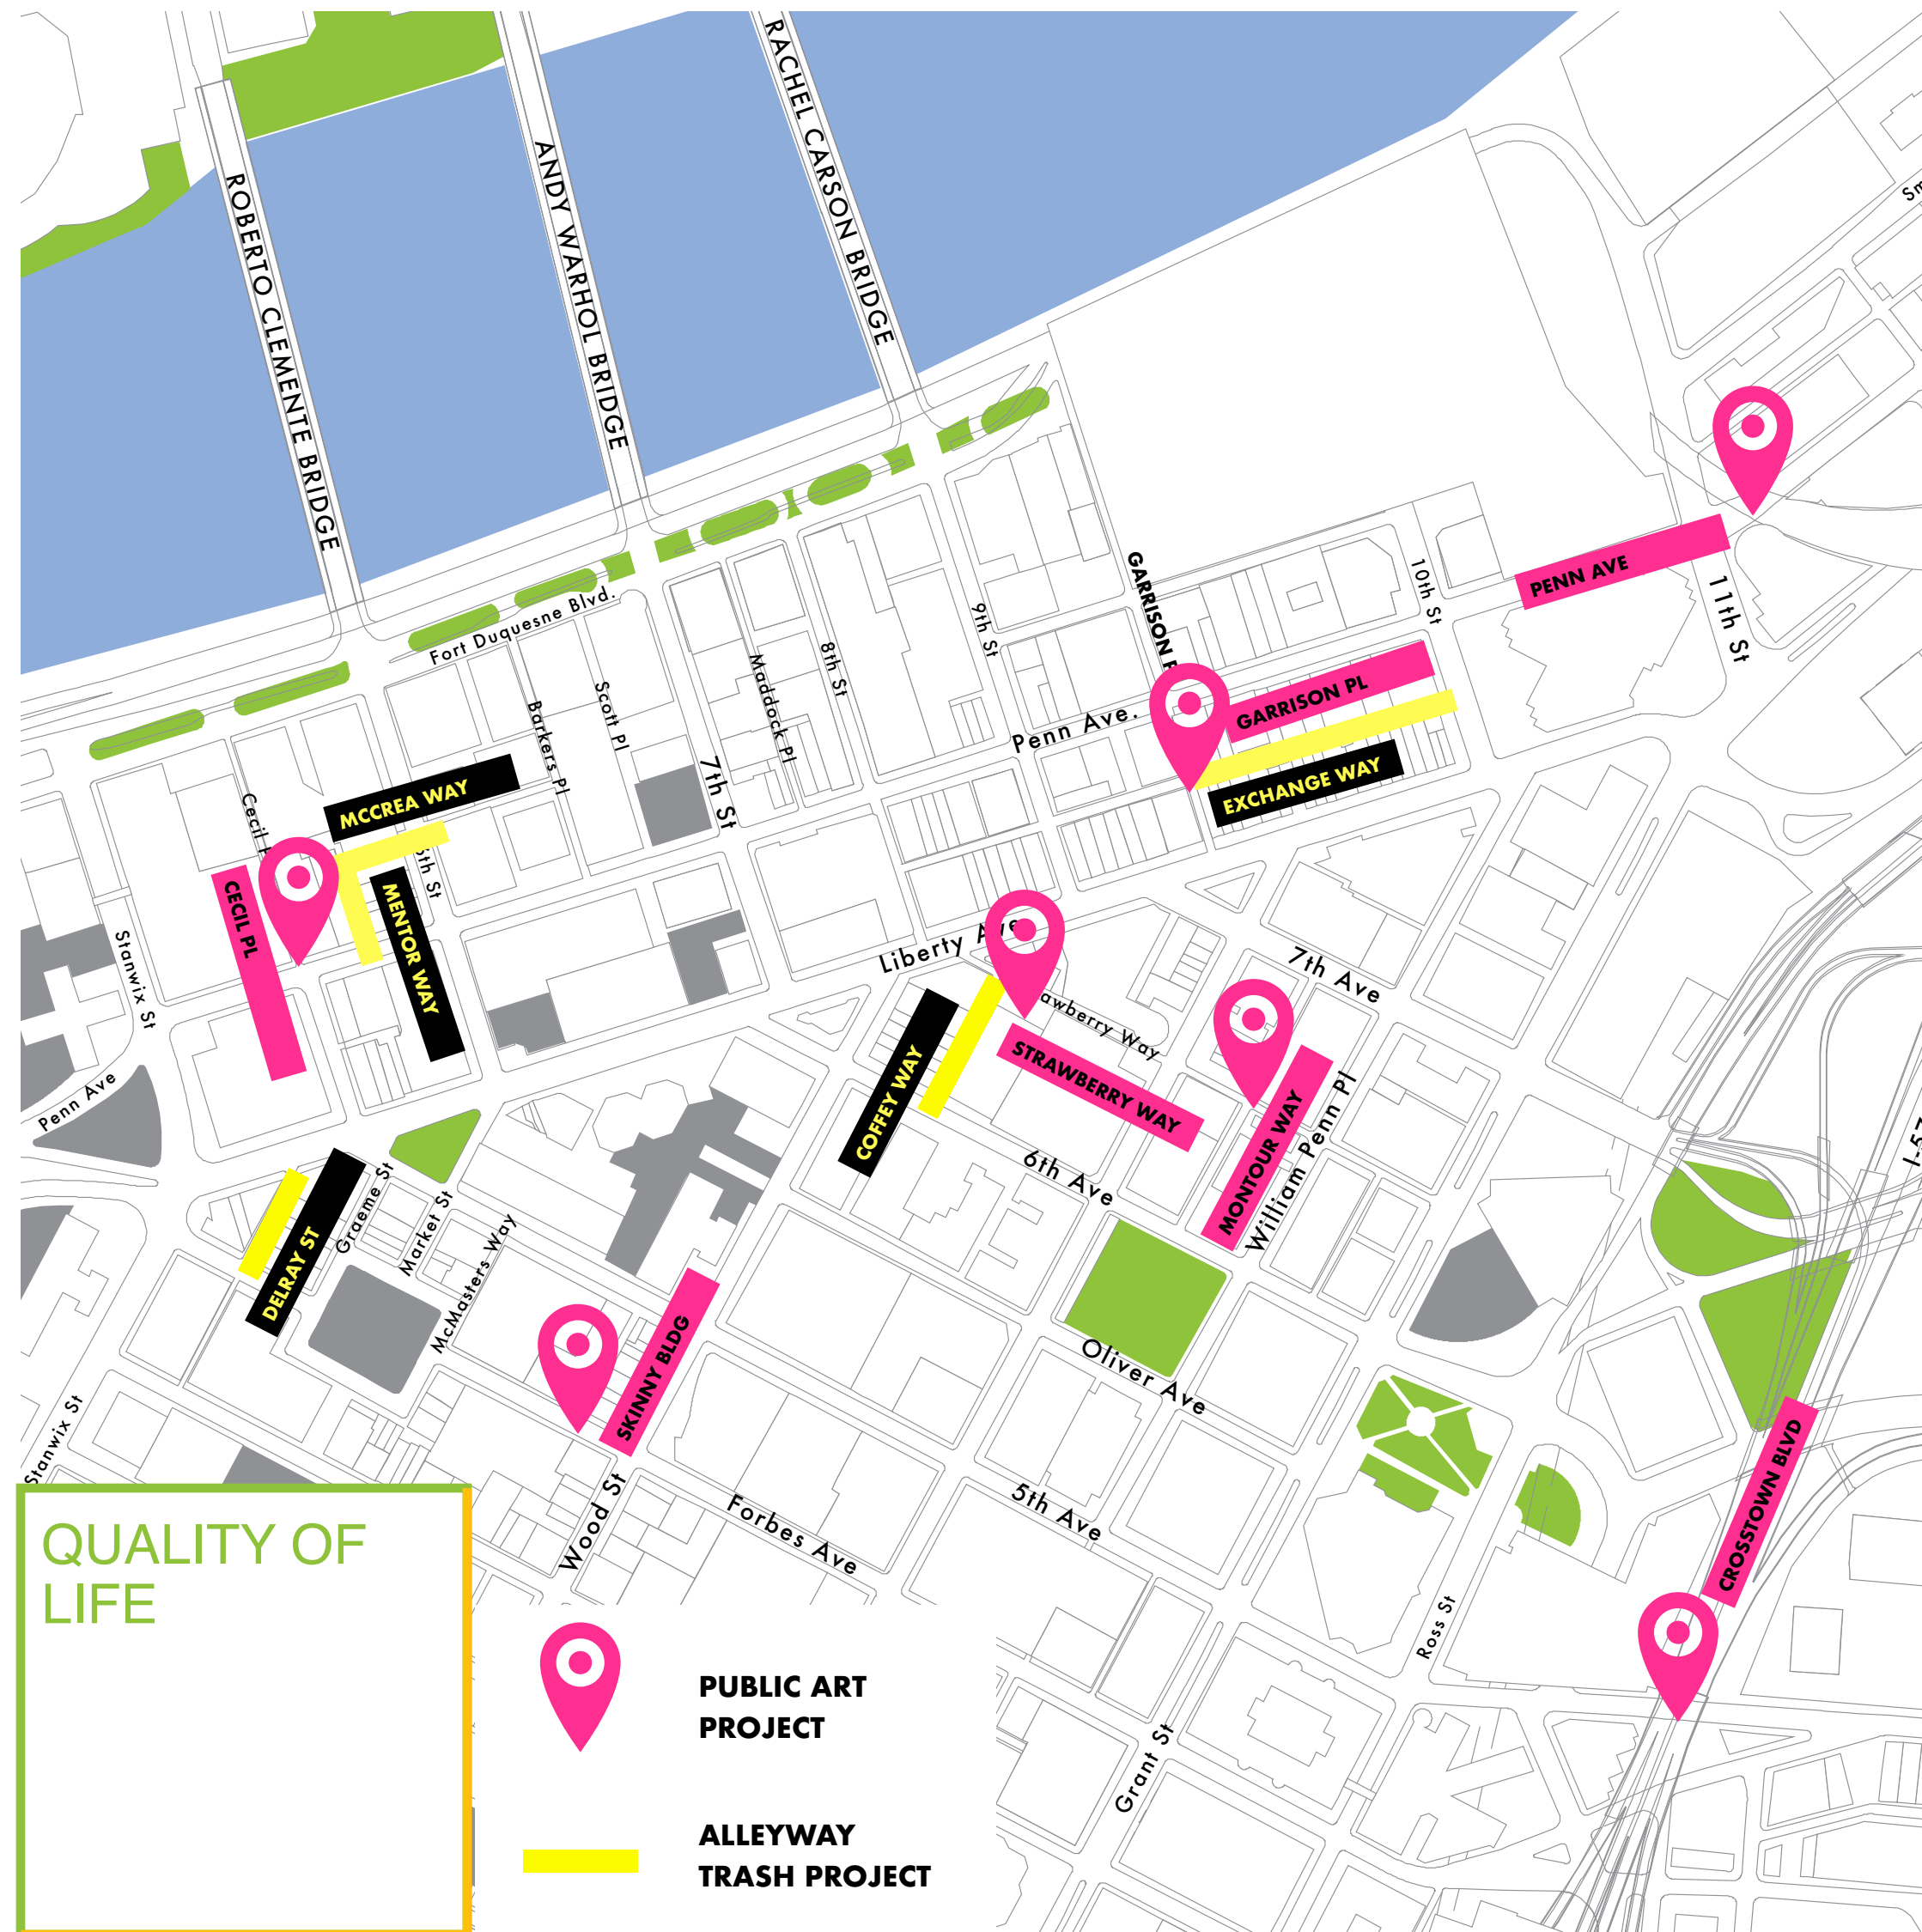 RACHEL CARSON BRIDGE
ANDY WARHOL BRIDGE
ROBERTO CLEMENTE BRIDGE
PENN AVE
11th St
10th St
GARRISON
GARRISON PL
EXCHANGE WAY
9th St
Penn Ave.
Fort Duquesne Blvd.
8th St
Maddock Pl
Scott Pl
Barkers Pl
7th St
Cecil
MCCREA WAY
6th St
CECIL PL
MENTOR WAY
Stanwix St
Penn Ave
Liberty Ave
7th Ave
awberry Way
STRAWBERRY WAY
COFFEY WAY
MONTOUR WAY
William Penn Pl
6th Ave
DELRAY ST
Graeme St
Market St
McMasters Way
SKINNY BLDG
Oliver Ave
Stanwix St
Wood St
Forbes Ave
5th Ave
CROSSTOWN BLVD
Ross St
Grant St
QUALITY OF
LIFE
PUBLIC ART
PROJECT
ALLEYWAY
TRASH PROJECT